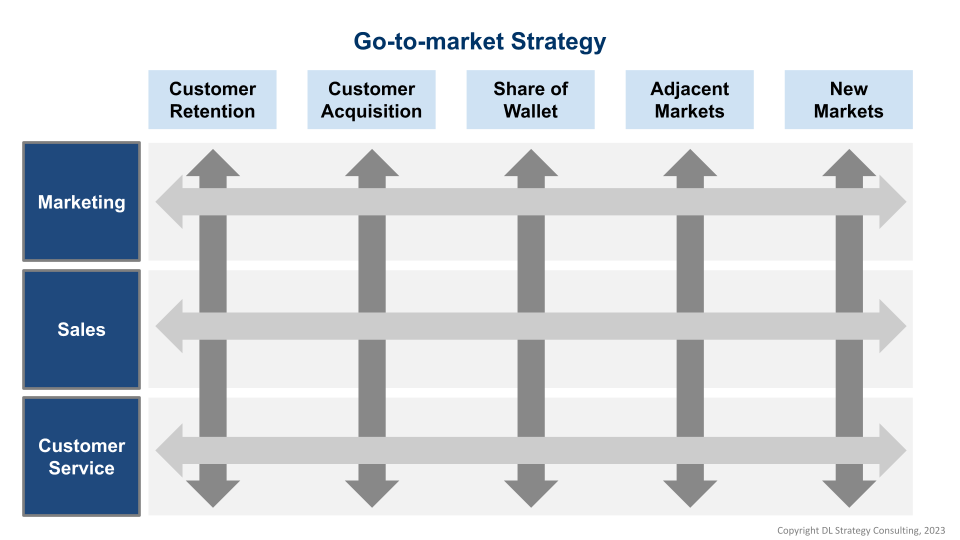 Go-to-market Strategy
Customer
Retention
Customer
Acquisition
Share of
Wallet
Adjacent
Markets
New
Markets
Marketing
Sales
Customer
Service
Copyright DL Strategy Consulting, 2023